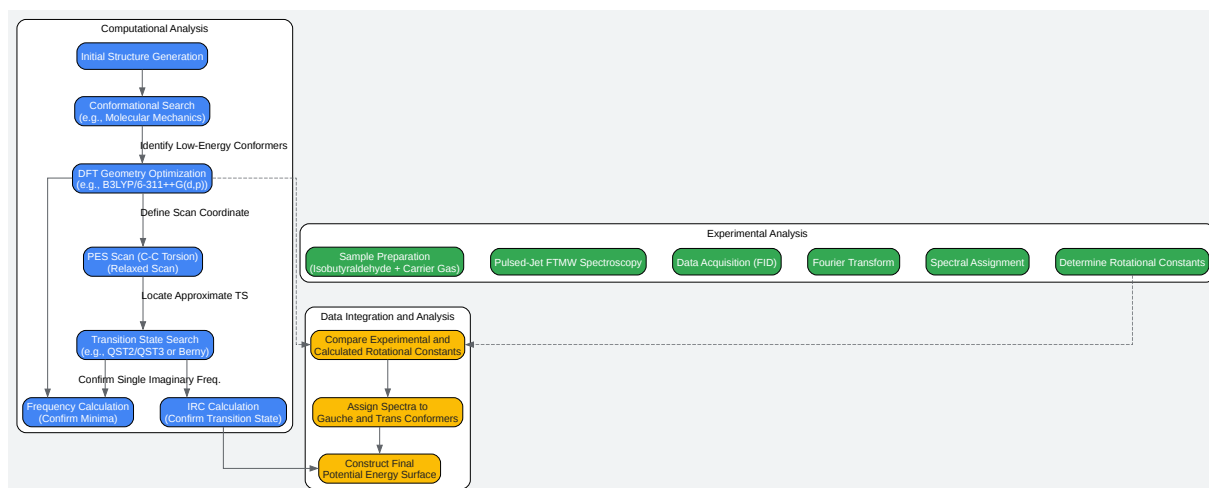 Computational Analysis
Initial Structure Generation
Conformational Search
(e.g., Molecular Mechanics)
Identify Low-Energy Conformers
DFT Geometry Optimization
(e.g., B3LYP/6-311++G(d,p))
Define Scan Coordinate
PES Scan (C-C Torsion)
(Relaxed Scan)
Locate Approximate TS
Transition State Search
(e.g., QST2/QST3 or Berny)
Confirm Single Imaginary Freq.
Frequency Calculation
(Confirm Minima)
IRC Calculation
(Confirm Transition State)
Experimental Analysis
Sample Preparation
(Isobutyraldehyde + Carrier Gas)
Pulsed-Jet FTMW Spectroscopy
Data Acquisition (FID)
Fourier Transform
Spectral Assignment
Determine Rotational Constants
Data Integration and Analysis
Compare Experimental and
Calculated Rotational Constants
Assign Spectra to
Gauche and Trans Conformers
Construct Final
Potential Energy Surface